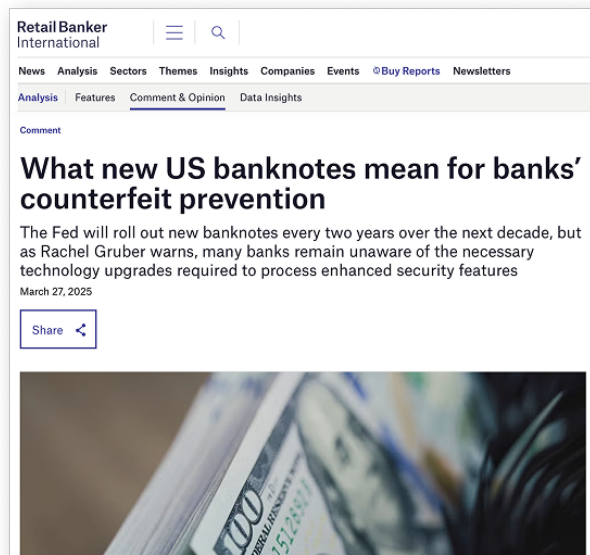 Retail Banker
International
News Analysis Sectors Themes Insights Companies Events Buy Reports Newsletters
Analysis Features Comment & Opinion Data Insights
Comment
What new US banknotes mean for banks’
counterfeit prevention
The Fed will roll out new banknotes every two years over the next decade, but
as Rachel Gruber warns, many banks remain unaware of the necessary
technology upgrades required to process enhanced security features
March 27, 2025
Share
100